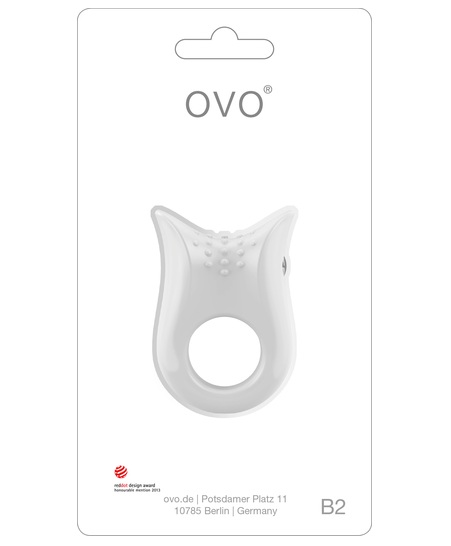 OVO®
reddot design award
honourable mention 2013
ovo.de | Potsdamer Platz 11
10785 Berlin | Germany
B2